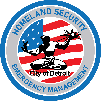 HOMELAND SECURITY
City of Detroit
EMERGENCY MANAGEMENT